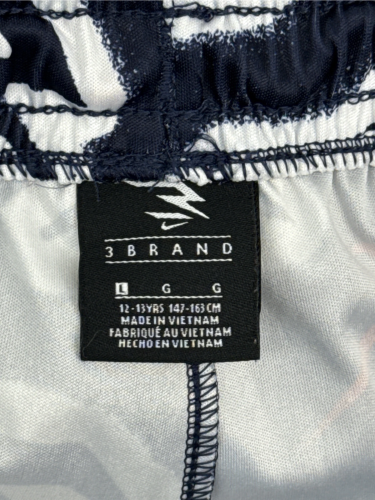 3 BRAND
L G G
12-13YRS 147-163CM
MADE IN VIETNAM
FABRIQUÉ AU VIETNAM
HECHO EN VIETNAM